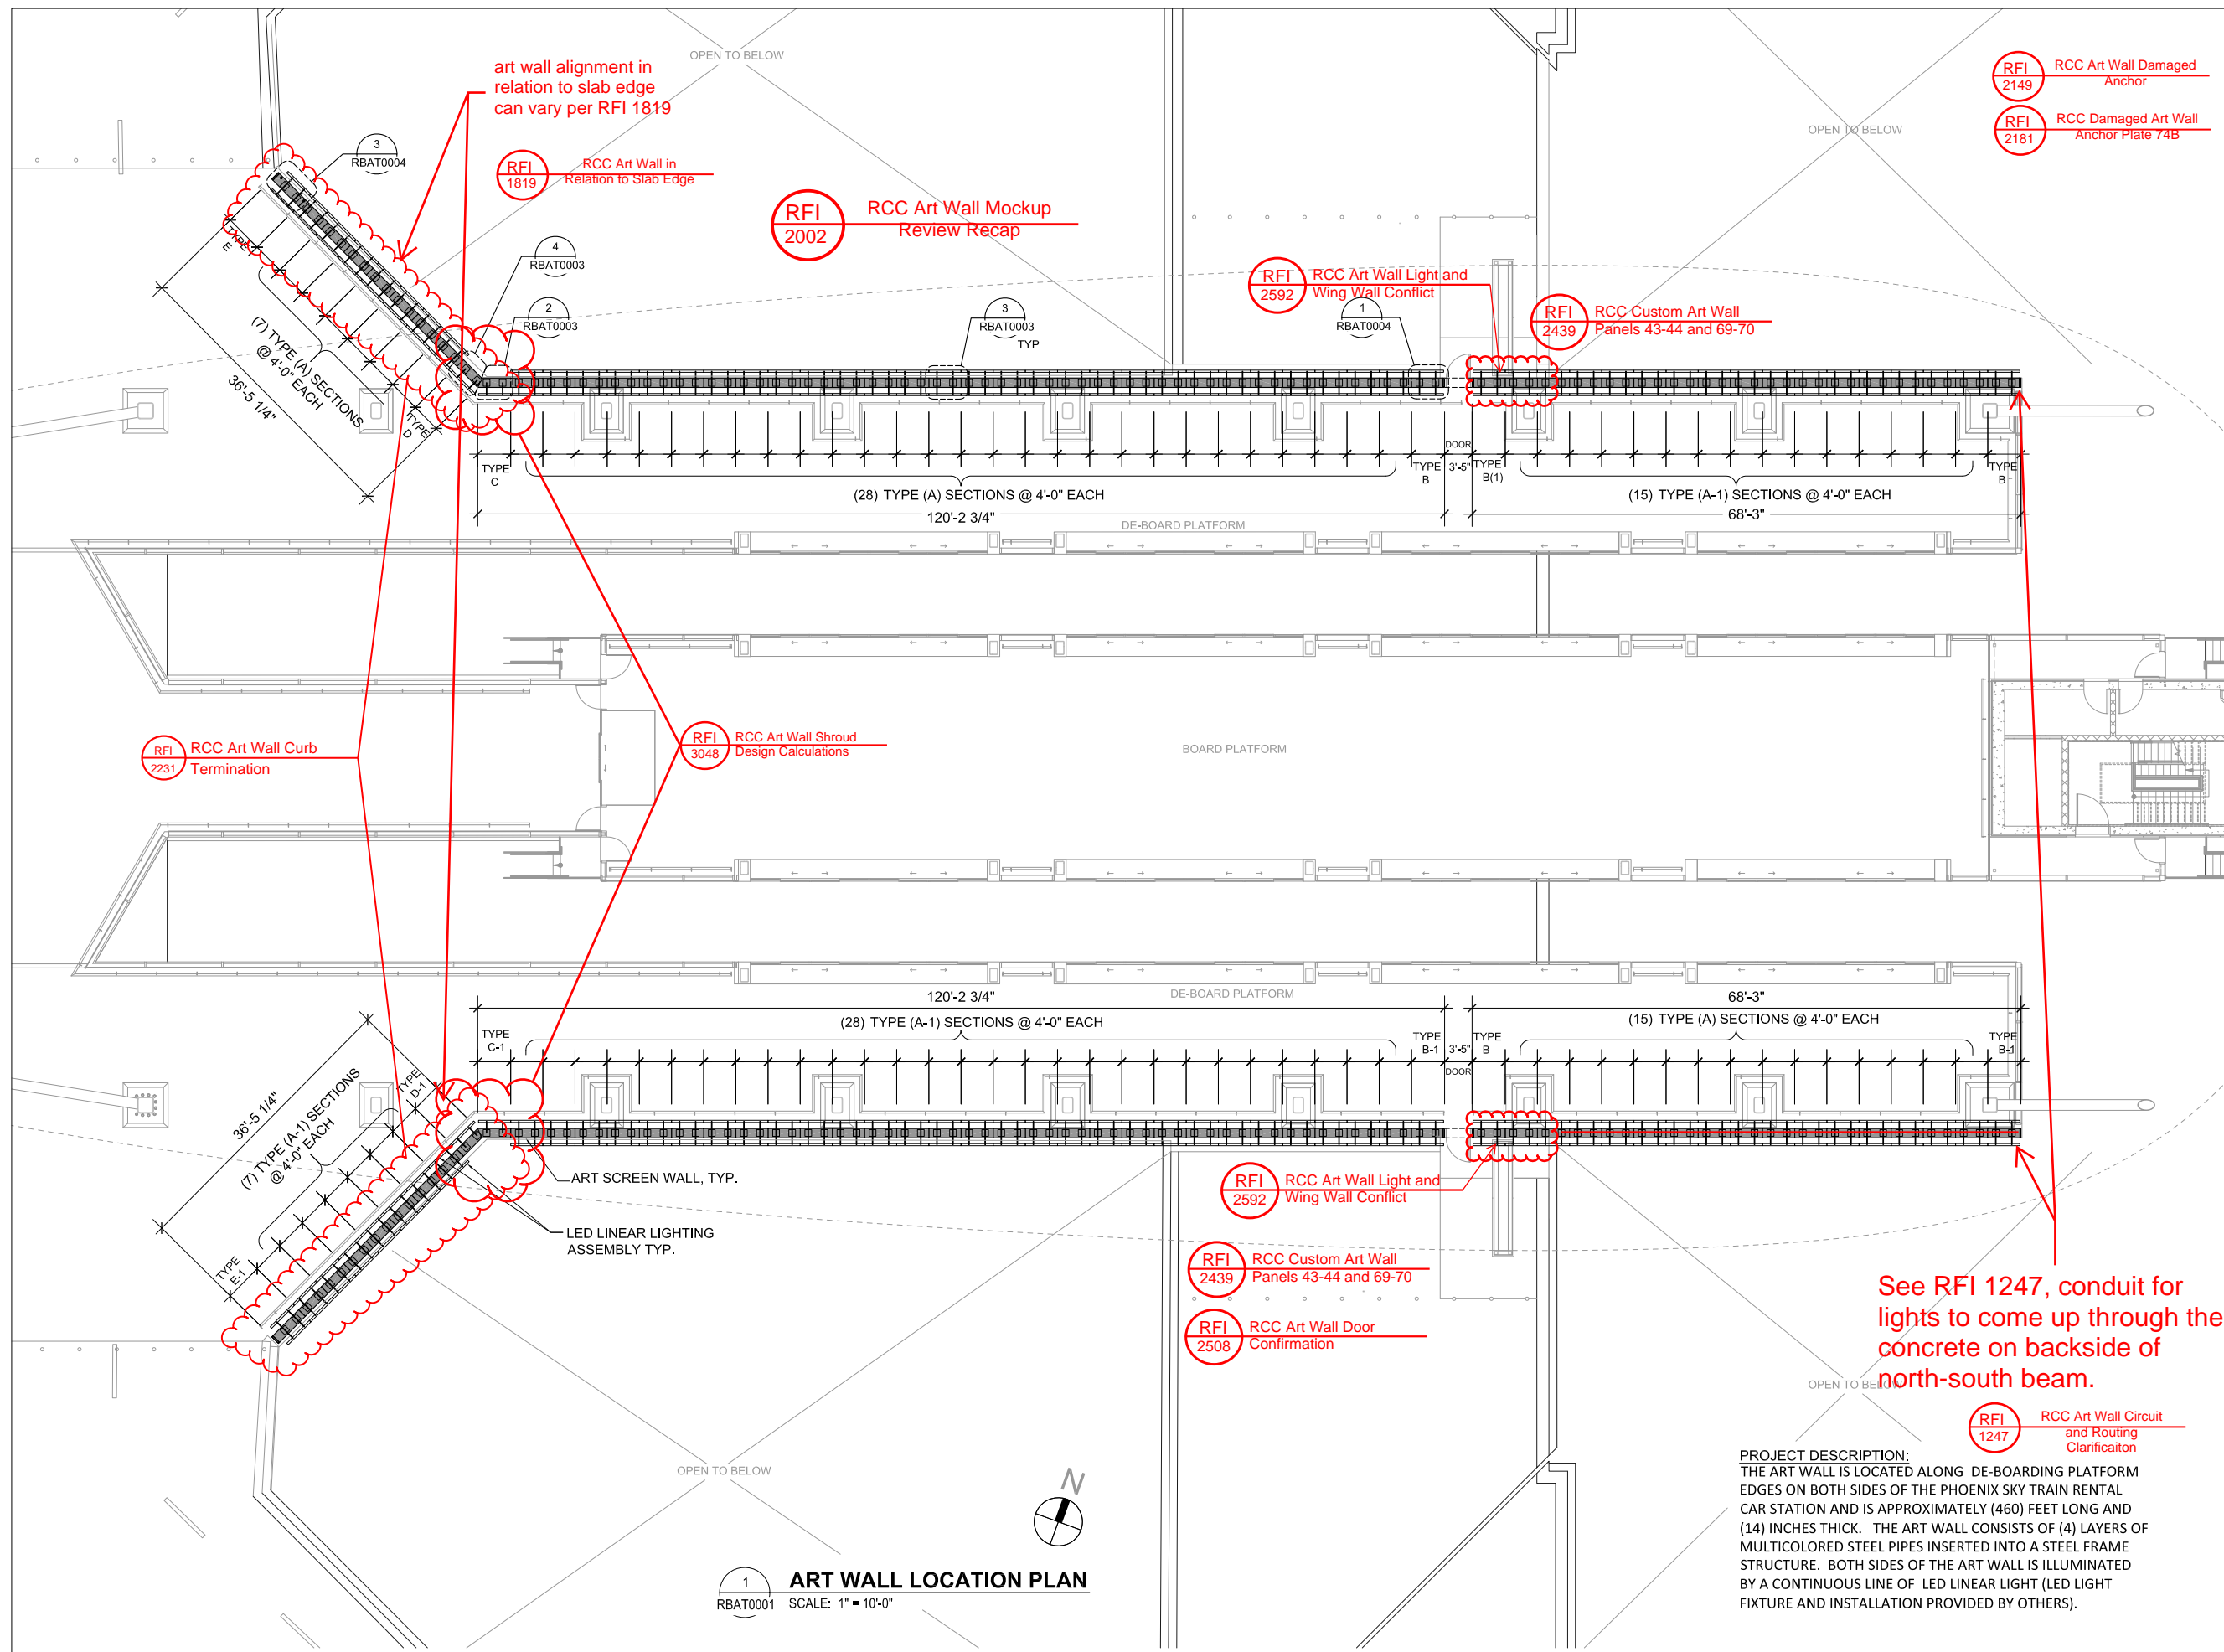 OPEN TO BELOW
art wall alignment in
relation to slab edge
can vary per RFI 1819
RFI
2149
RCC Art Wall Damaged
Anchor
RFI
2181
RCC Damaged Art Wall
Anchor Plate 74B
OPEN TO BELOW
3
RBAT0004
RFI
1819
RCC Art Wall in
Relation to Slab Edge
RFI
2002
RCC Art Wall Mockup
Review Recap
4
RBAT0003
2
RBAT0003
3
RBAT0003
TYP
RFI
2592
RCC Art Wall Light and
Wing Wall Conflict
1
RBAT0004
RFI
2439
RCC Custom Art Wall
Panels 43-44 and 69-70
TYPE
E
(7) TYPE (A) SECTIONS
@ 4'-0" EACH
36'-5 1/4"
TYPE
D
TYPE
C
(28) TYPE (A) SECTIONS @ 4'-0" EACH
TYPE
B
DOOR
3'-5"
TYPE
B(1)
(15) TYPE (A-1) SECTIONS @ 4'-0" EACH
TYPE
B
120'-2 3/4"
68'-3"
DE-BOARD PLATFORM
RFI
2231
RCC Art Wall Curb
Termination
RFI
3048
RCC Art Wall Shroud
Design Calculations
BOARD PLATFORM
120'-2 3/4"
DE-BOARD PLATFORM
68'-3"
(28) TYPE (A-1) SECTIONS @ 4'-0" EACH
(15) TYPE (A) SECTIONS @ 4'-0" EACH
TYPE
C-1
TYPE
B-1
3'-5"
DOOR
TYPE
B
TYPE
B-1
36'-5 1/4"
(7) TYPE (A-1) SECTIONS
@ 4'-0" EACH
TYPE
D-1
TYPE
E-1
ART SCREEN WALL, TYP.
LED LINEAR LIGHTING
ASSEMBLY TYP.
RFI
2592
RCC Art Wall Light and
Wing Wall Conflict
RFI
2439
RCC Custom Art Wall
Panels 43-44 and 69-70
RFI
2508
RCC Art Wall Door
Confirmation
See RFI 1247, conduit for
lights to come up through the
concrete on backside of
north-south beam.
OPEN TO BELOW
RFI
1247
RCC Art Wall Circuit
and Routing
Clarificaiton
OPEN TO BELOW
N
PROJECT DESCRIPTION:
THE ART WALL IS LOCATED ALONG DE-BOARDING PLATFORM
EDGES ON BOTH SIDES OF THE PHOENIX SKY TRAIN RENTAL
CAR STATION AND IS APPROXIMATELY (460) FEET LONG AND
(14) INCHES THICK. THE ART WALL CONSISTS OF (4) LAYERS OF
MULTICOLORED STEEL PIPES INSERTED INTO A STEEL FRAME
STRUCTURE. BOTH SIDES OF THE ART WALL IS ILLUMINATED
BY A CONTINUOUS LINE OF LED LINEAR LIGHT (LED LIGHT
FIXTURE AND INSTALLATION PROVIDED BY OTHERS).
1
RBAT0001
ART WALL LOCATION PLAN
SCALE: 1" = 10'-0"